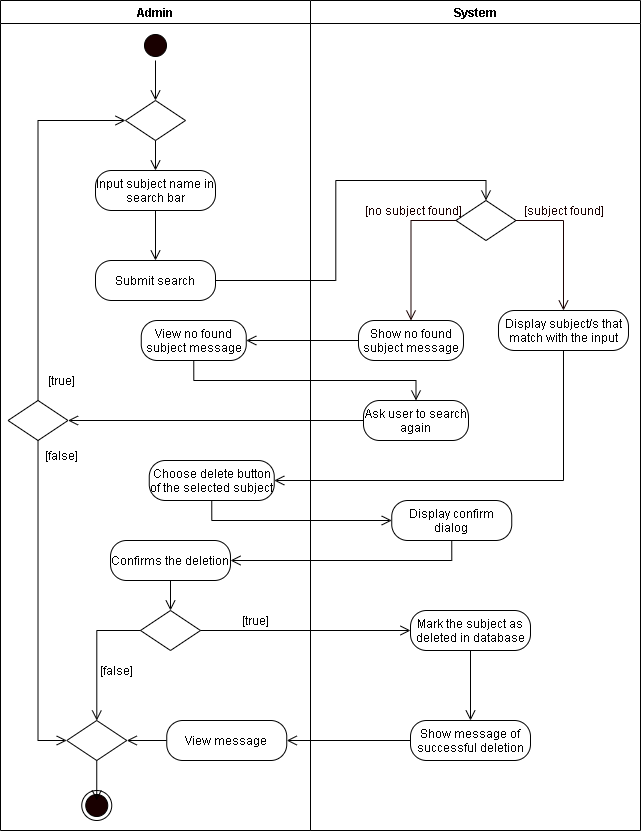 Admin
System
Input subject name in
search bar
[no subject found]
[subject found]
Submit search
View no found
subject message
Show no found
subject message
Display subject/s that
match with the input
[true]
Ask user to search
again
[false]
Choose delete button
of the selected subject
Display confirm
dialog
Confirms the deletion
[true]
Mark the subject as
deleted in database
[false]
View message
Show message of
successful deletion